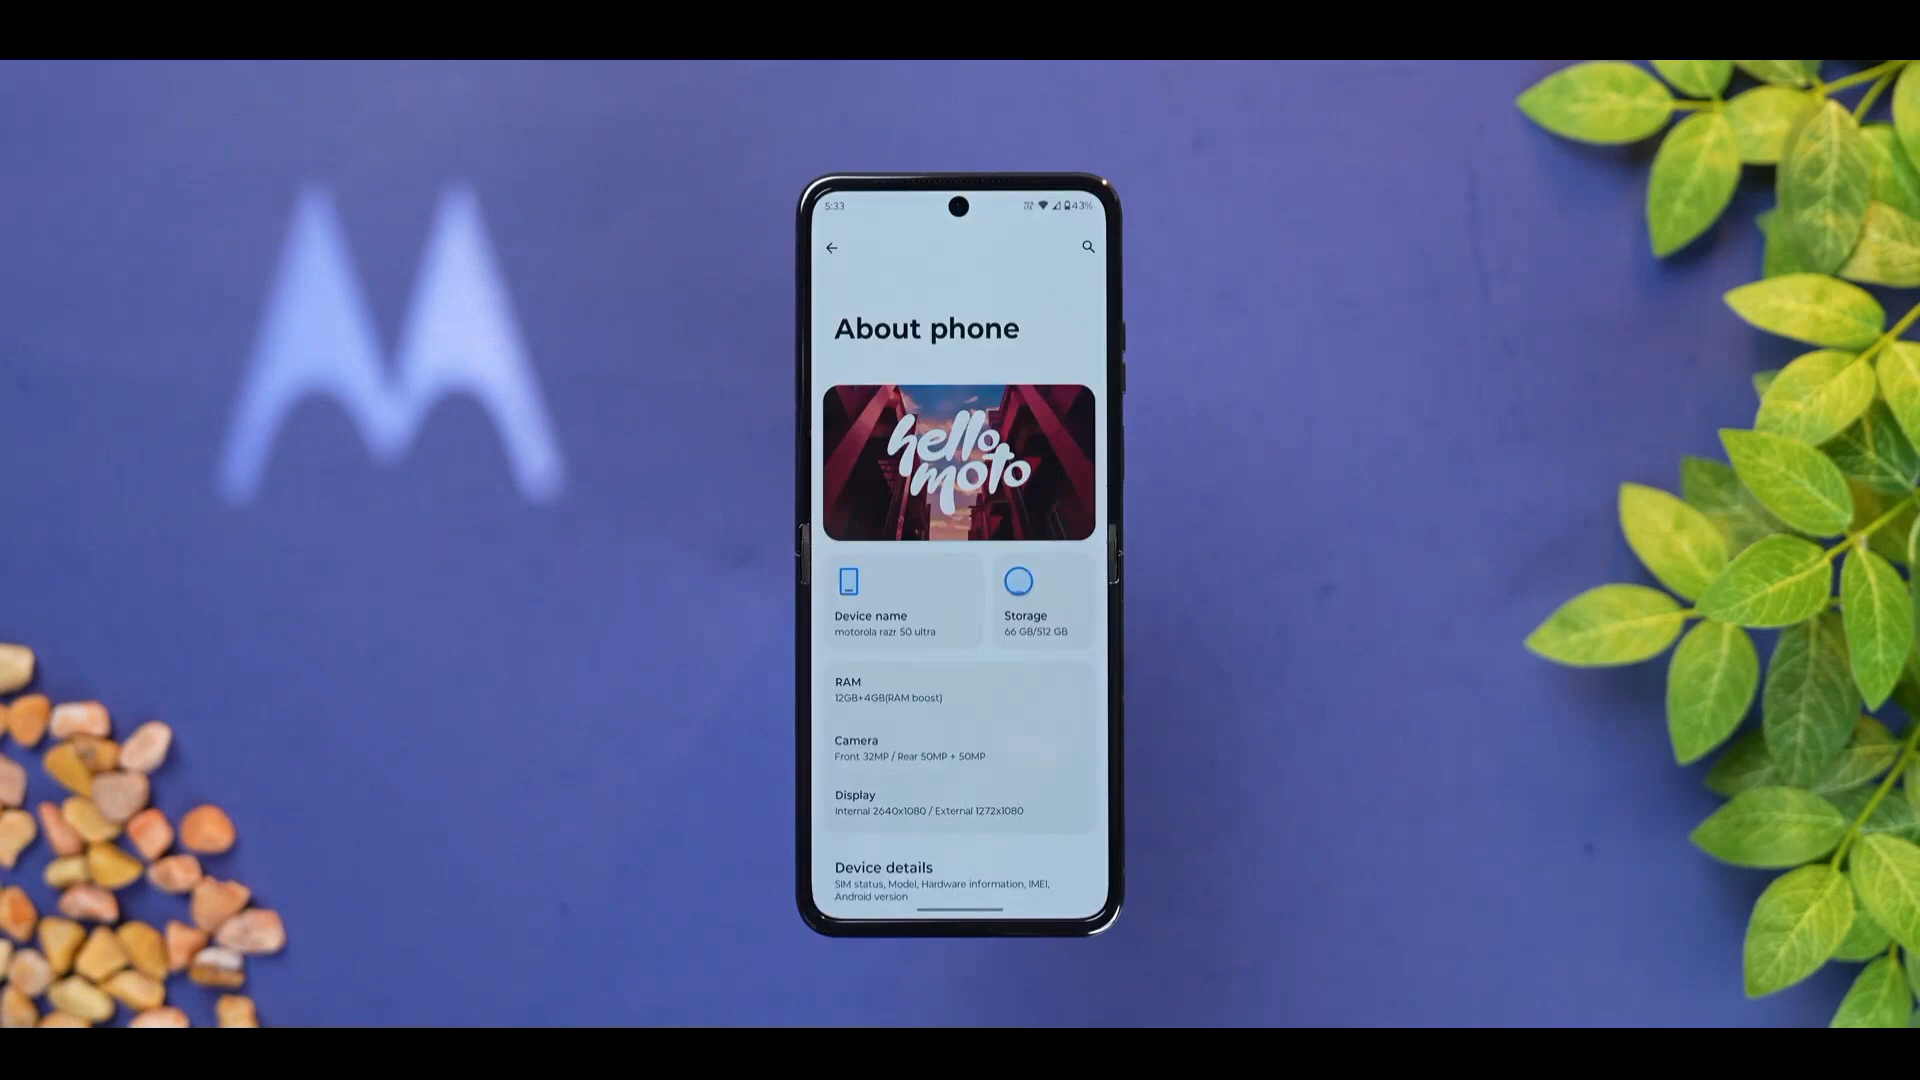 5:33
43%
About phone
hello
moto
Device name
motorola razr 50 ultra
Storage
66 GB/512 GB
RAM
12GB+4GB(RAM boost)
Camera
Front 32MP / Rear 50MP + 50MP
Display
Internal 2640x1080 / External 1272x1080
Device details
SIM status, Model, Hardware information, IMEI,
Android version